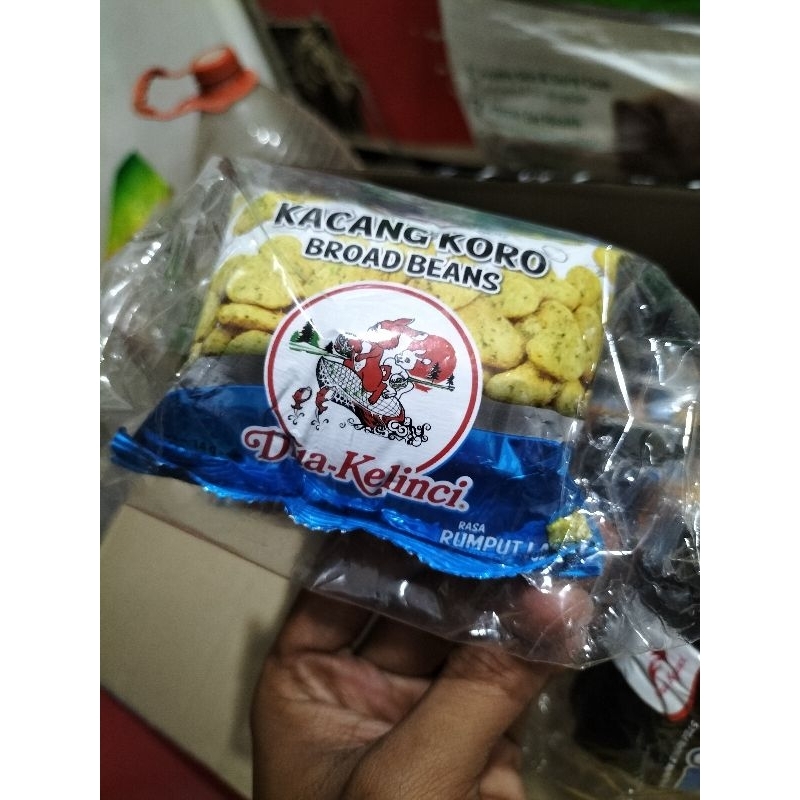 KACANG KORO
BROAD BEANS
Dua-Kelinci
RASA
RUMPUT